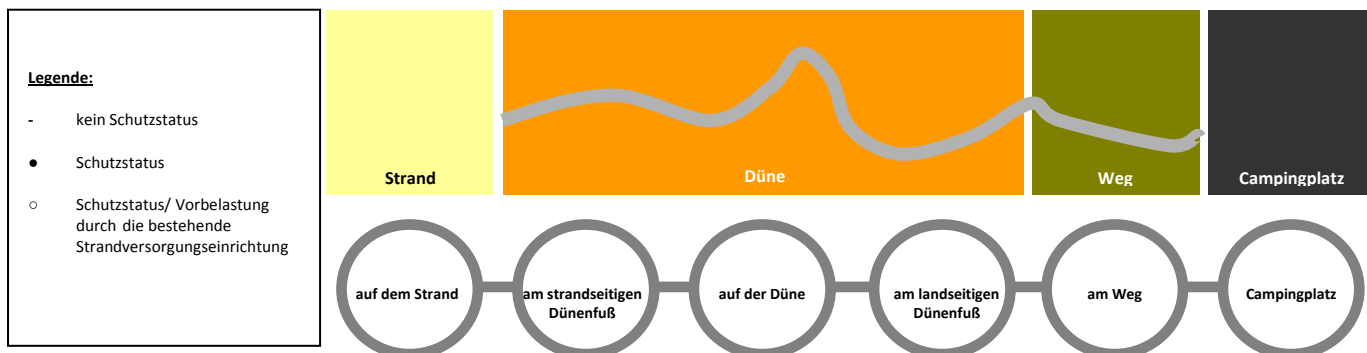 Legende:
- kein Schutzstatus
● Schutzstatus
○ Schutzstatus/ Vorbelastung
durch die bestehende
Strandversorgungseinrichtung
Strand
Düne
Weg
Campingplatz
auf dem Strand
am strandseitigen
Dünenfuß
auf der Düne
am landseitigen
Dünenfuß
am Weg
Campingplatz